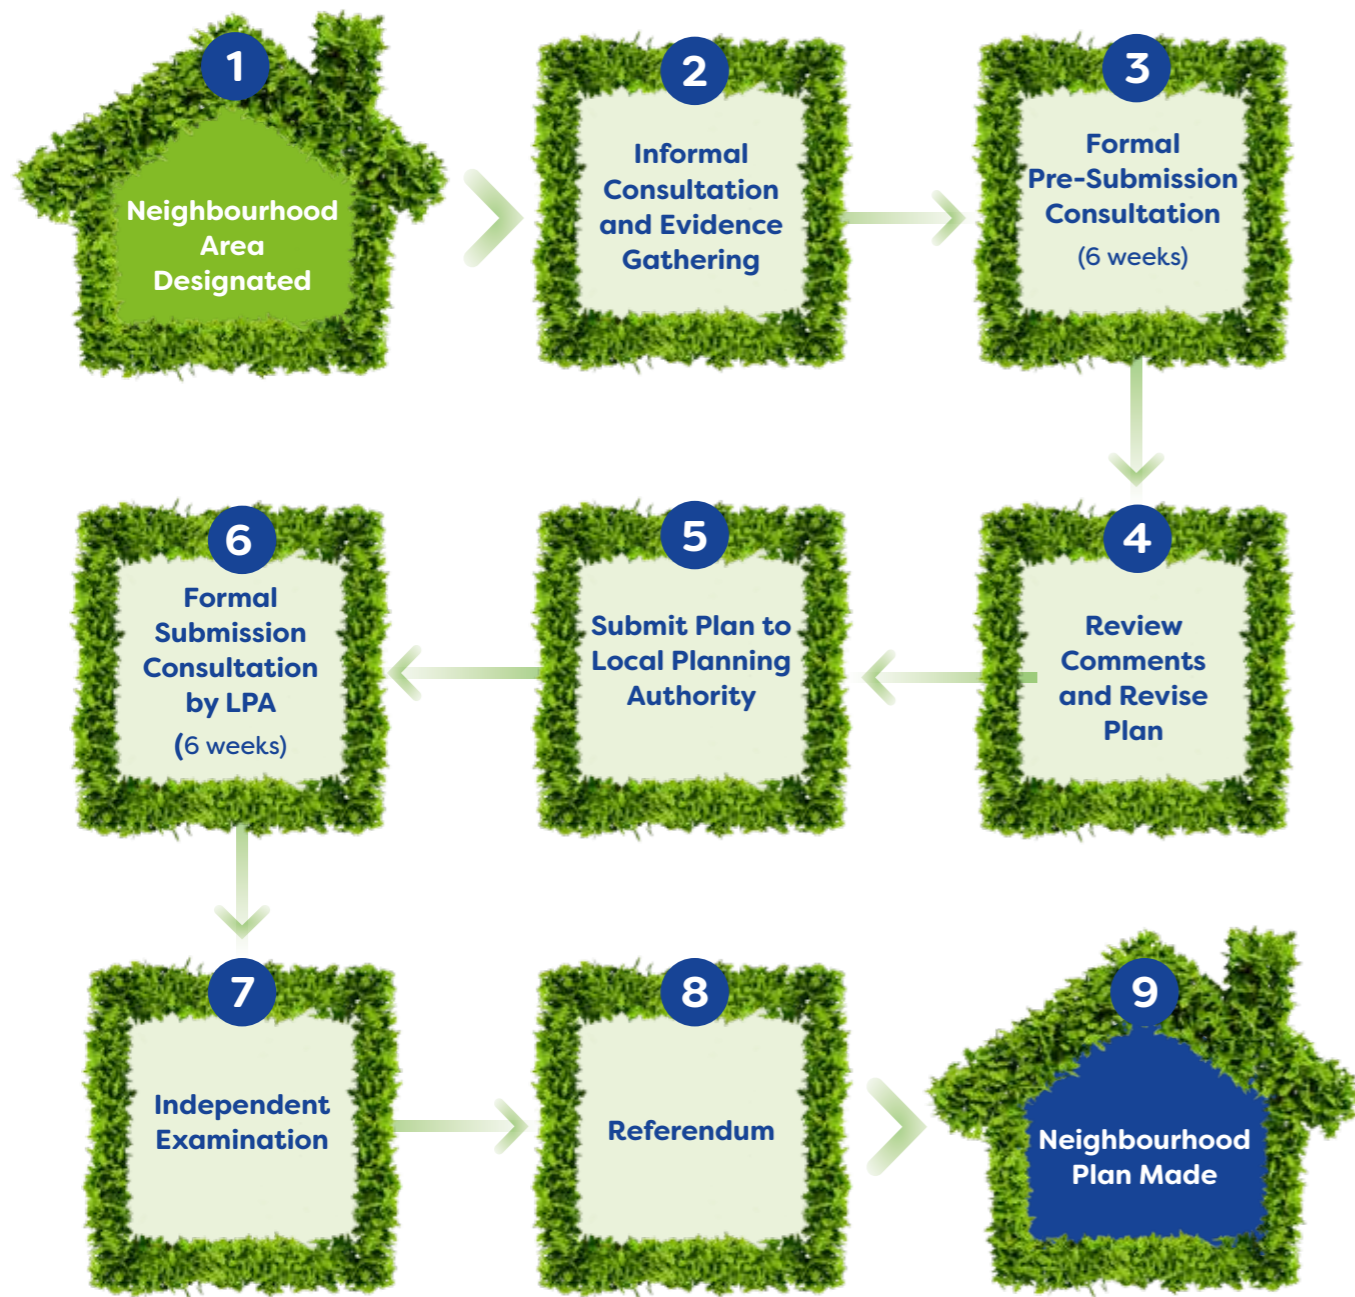 1
Neighbourhood
Area
Designated
2
Informal
Consultation
and Evidence
Gathering
3
Formal
Pre-Submission
Consultation
(6 weeks)
4
Review
Comments
and Revise
Plan
5
Submit Plan to
Local Planning
Authority
6
Formal
Submission
Consultation
by LPA
(6 weeks)
7
Independent
Examination
8
Referendum
9
Neighbourhood
Plan Made